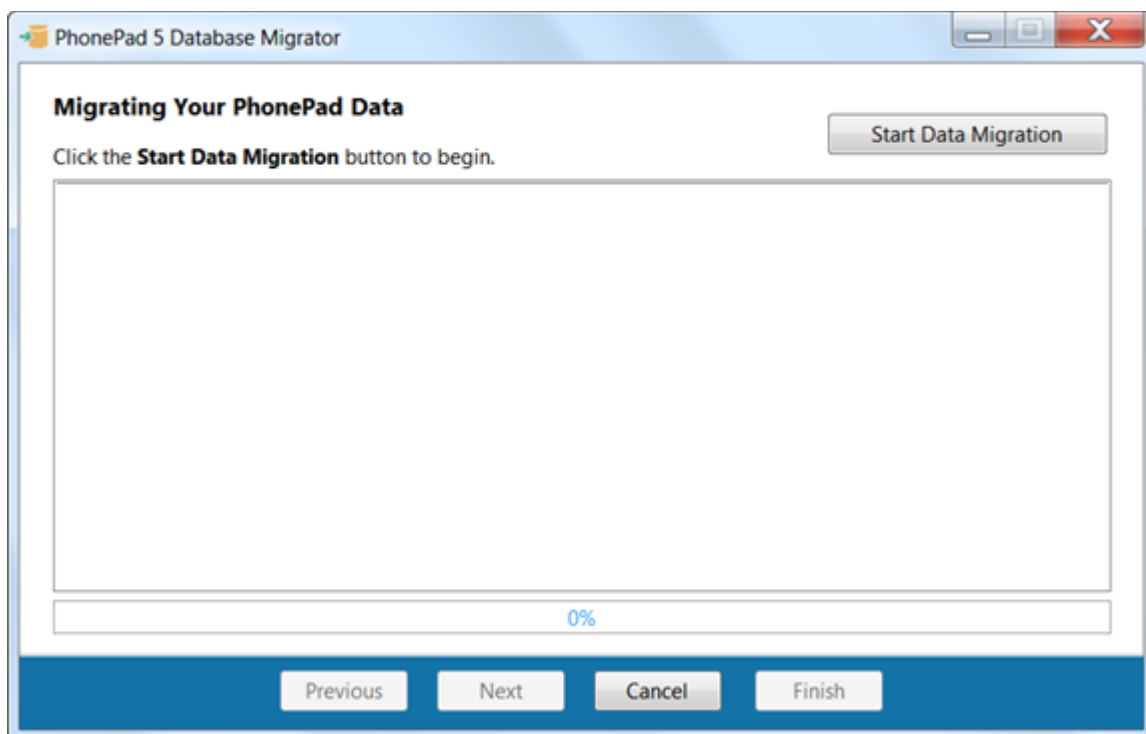 PhonePad 5 Database Migrator
Migrating Your PhonePad Data
Start Data Migration
Click the Start Data Migration button to begin.
0%
Previous Next Cancel Finish